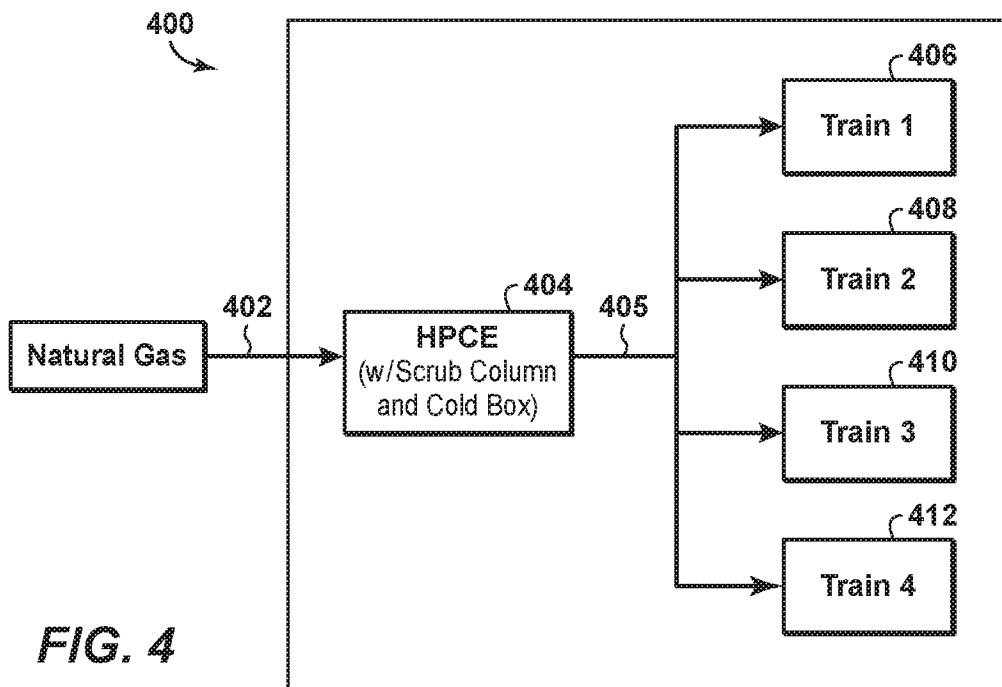 400
406
Train 1
408
Train 2
402
404
405
Natural Gas
HPCE
(w/Scrub Column
and Cold Box)
410
Train 3
412
Train 4
FIG. 4